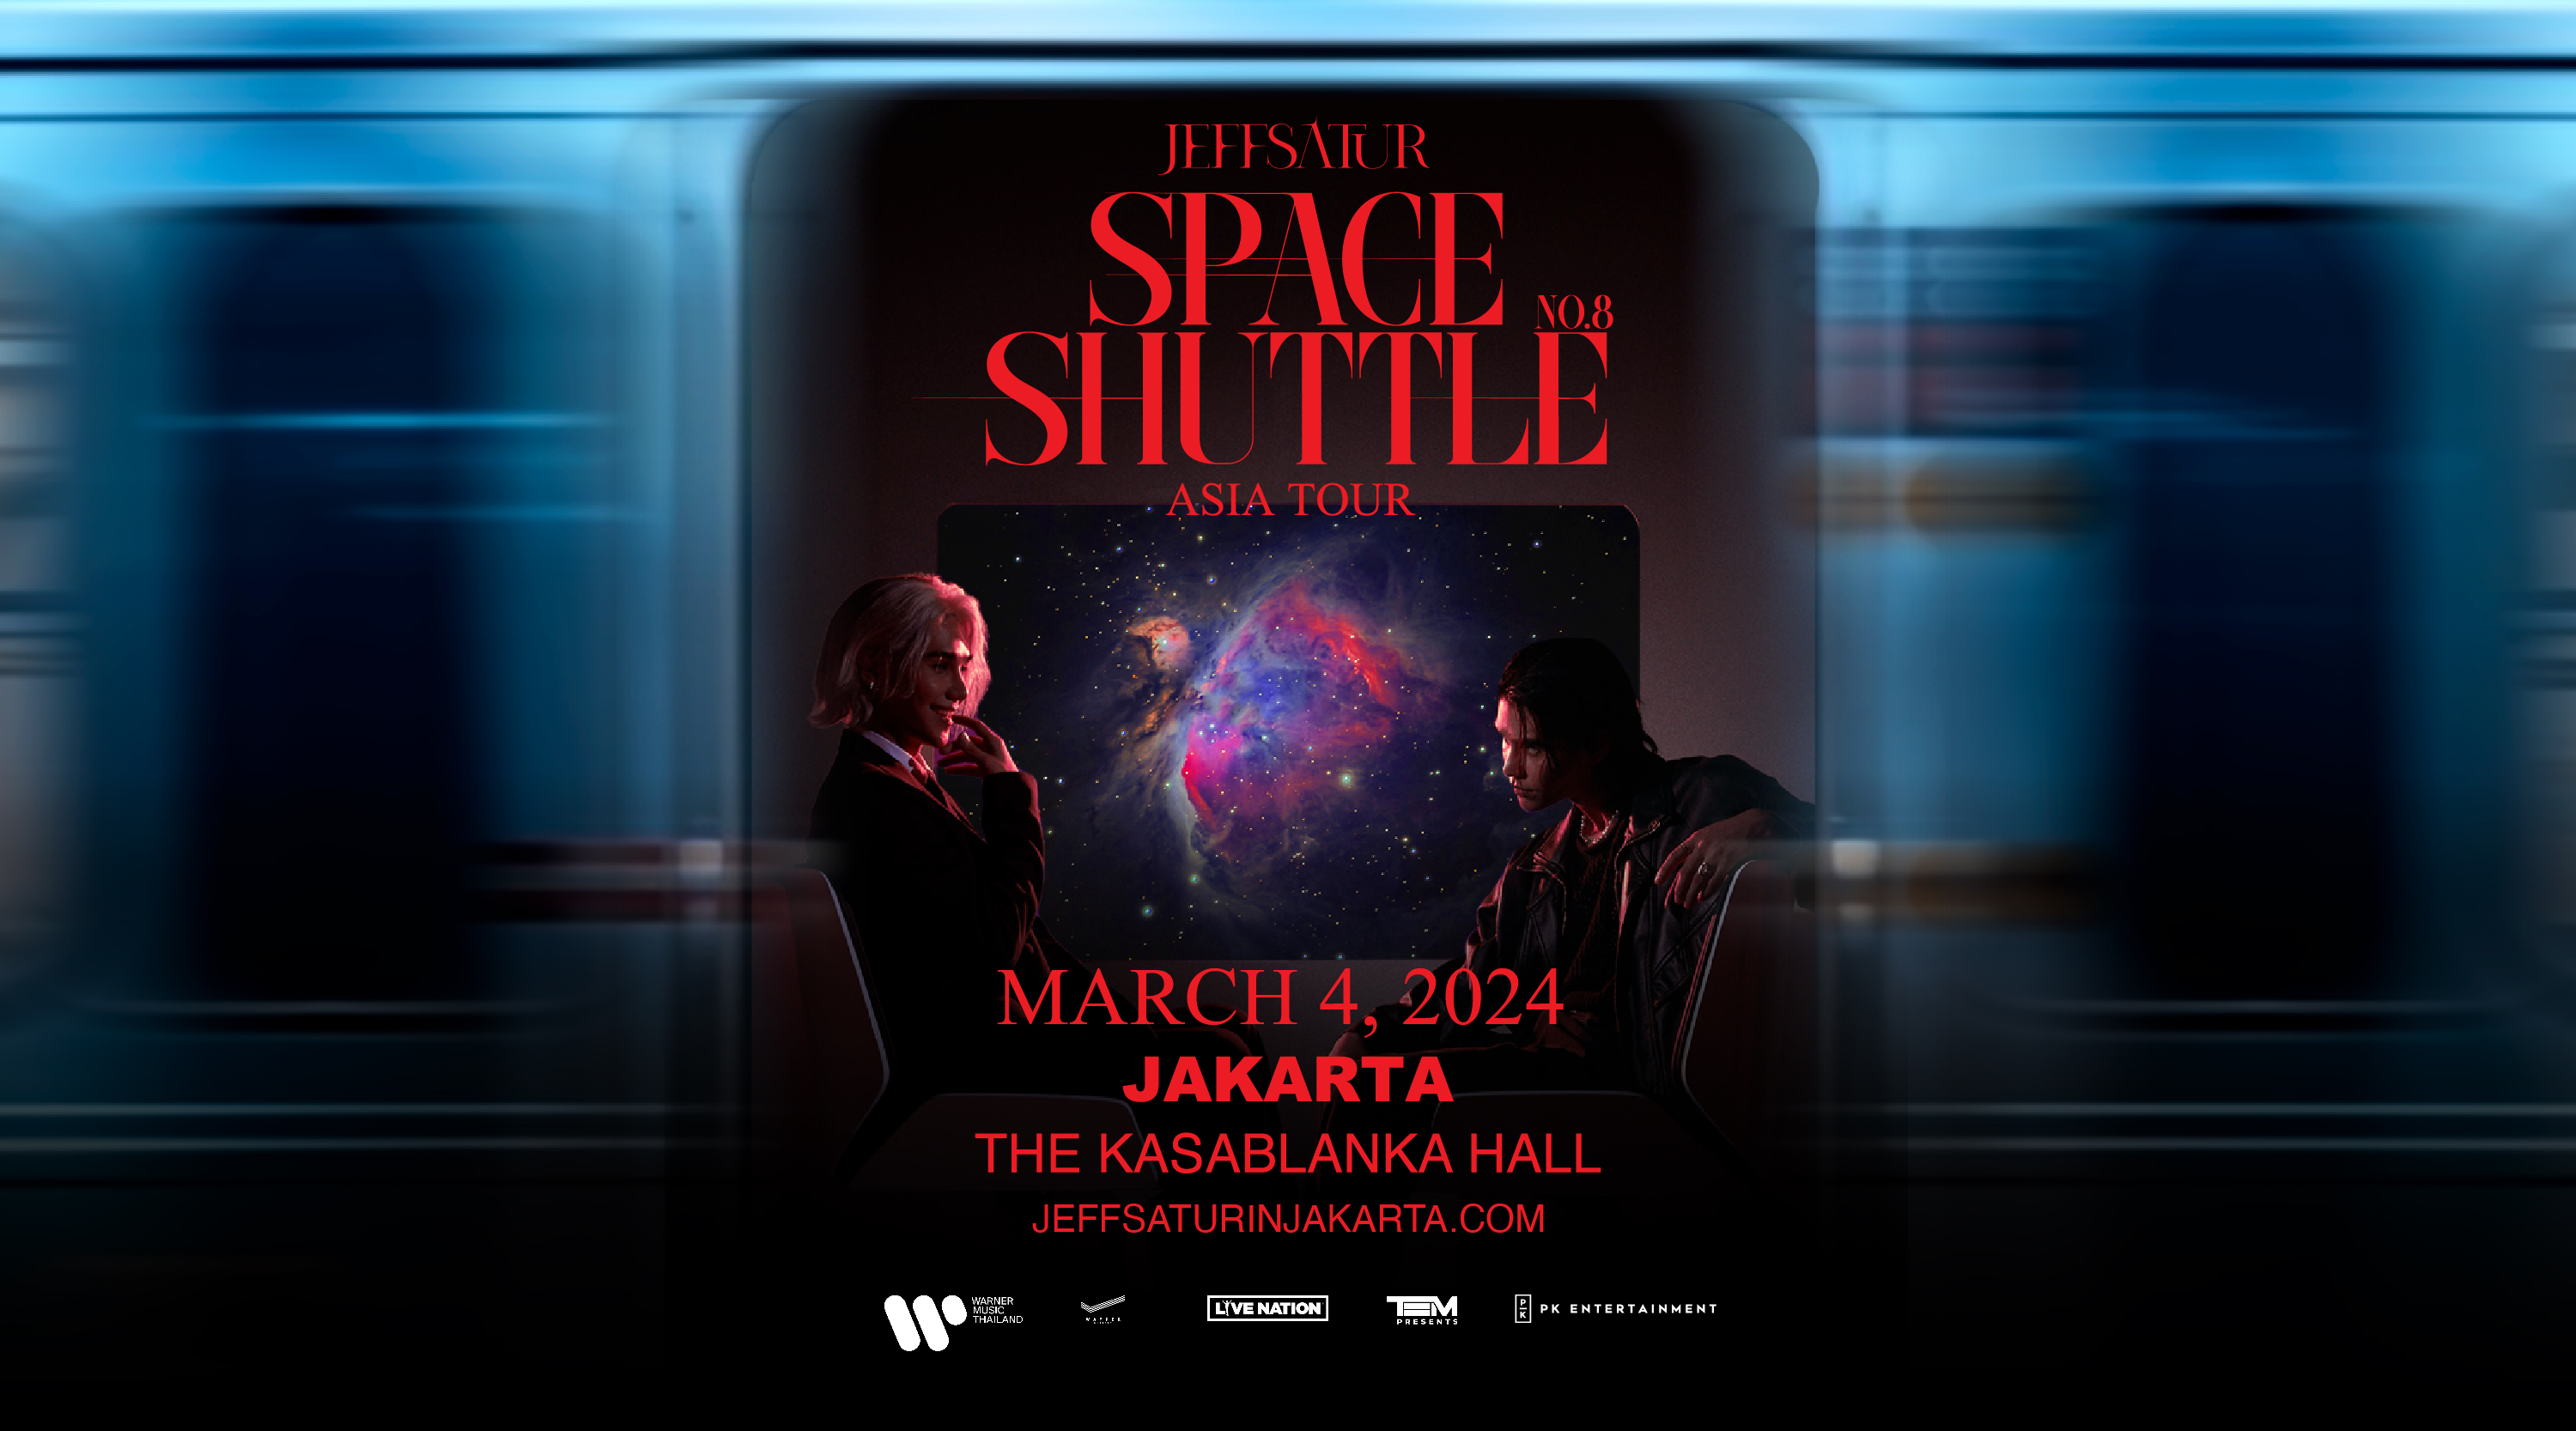 JEFFSATUR
SPACE
NO.8
SHUTTLE
ASIA TOUR
MARCH 4, 2024
JAKARTA
THE KASABLANKA HALL
JEFFSATURINJAKARTA.COM
WARNER
MUSIC
THAILAND
LIVE NATION
TEM
PRESENTS
PK
PK ENTERTAINMENT